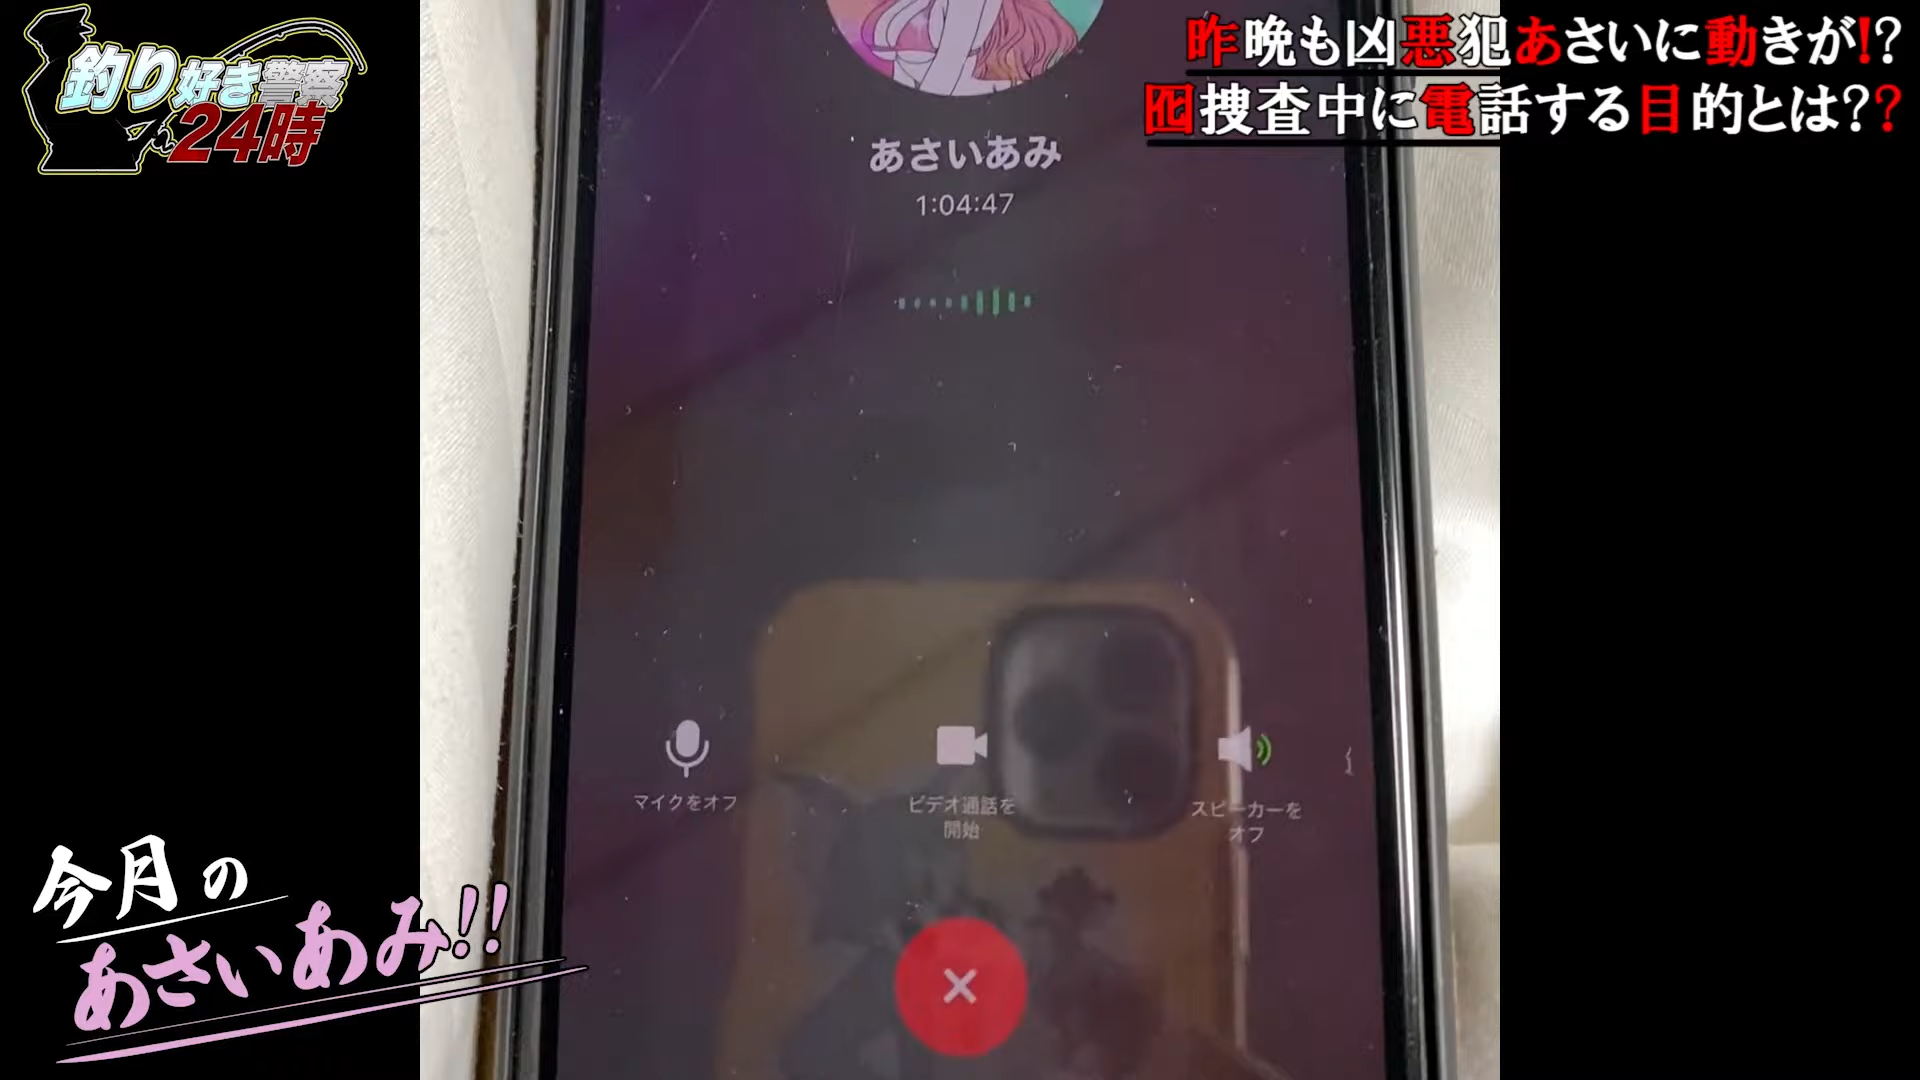 釣り好き警察
24時
昨晩も凶悪犯あさいに動きが!?
囮捜査中に電話する目的とは??
あさいあみ
1:04:47
マイクをオフ
ビデオ通話を
開始
スピーカーを
オフ
今月の
あさいあみ!!